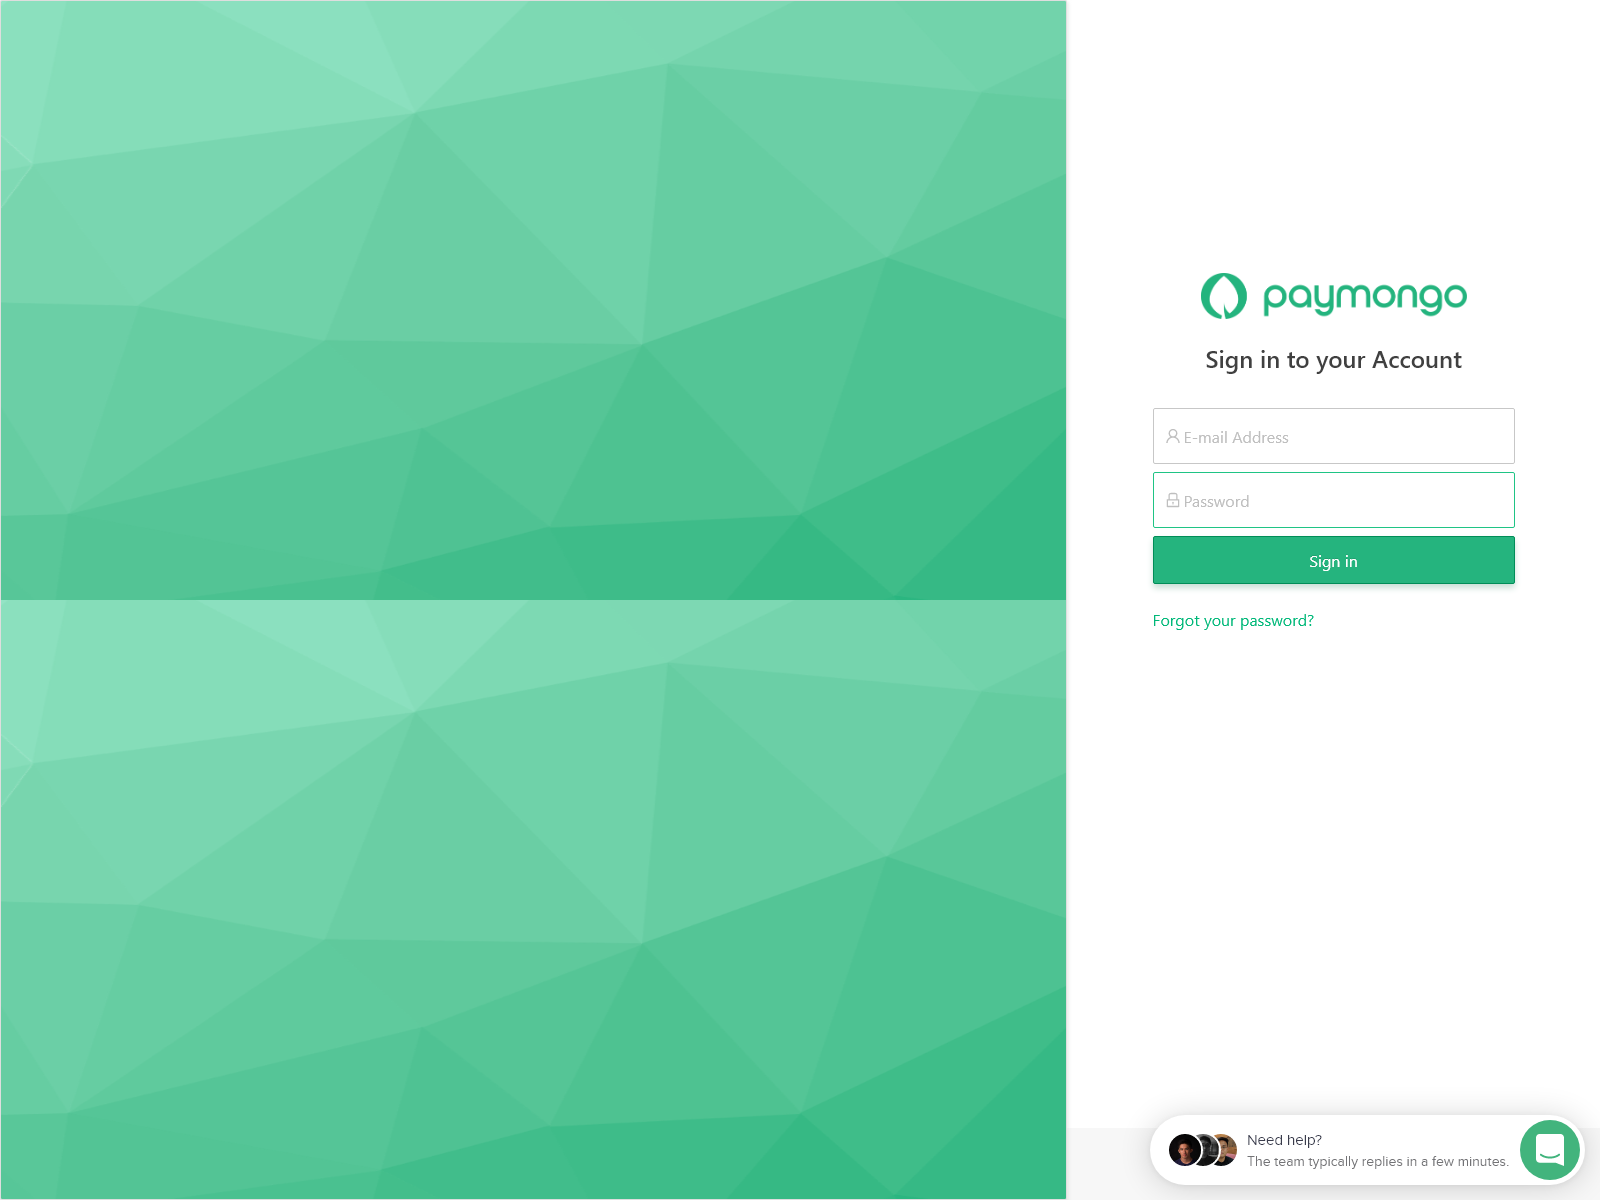 paymongo
Sign in to your Account
E-mail Address
Password
Sign in
Forgot your password?
Need help?
The team typically replies in a few minutes.